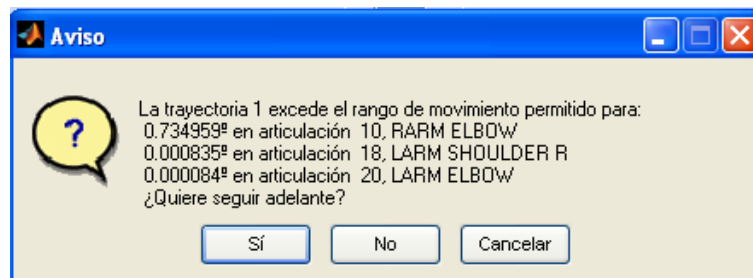 Aviso
La trayectoria 1 excede el rango de movimiento permitido para:
0.734959º en articulación 10, RARM ELBOW
0.000835º en articulación 18, LARM SHOULDER R
0.000084º en articulación 20, LARM ELBOW
¿Quiere seguir adelante?
?
Sí No Cancelar